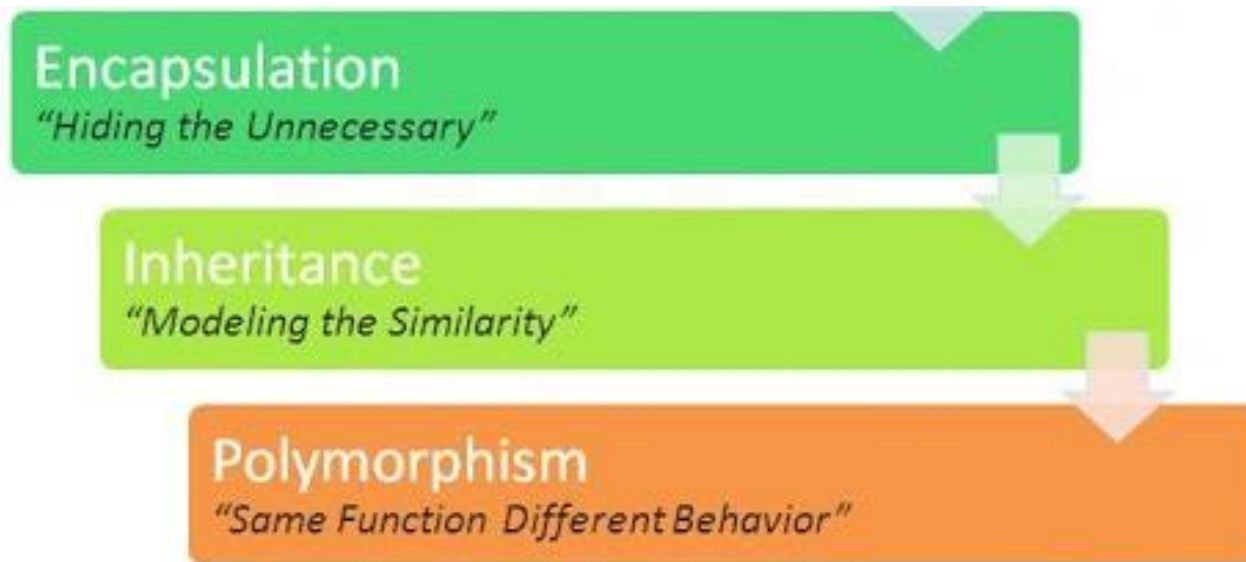 Encapsulation
“Hiding the Unnecessary”
Inheritance
“Modeling the Similarity”
Polymorphism
“Same Function Different Behavior”